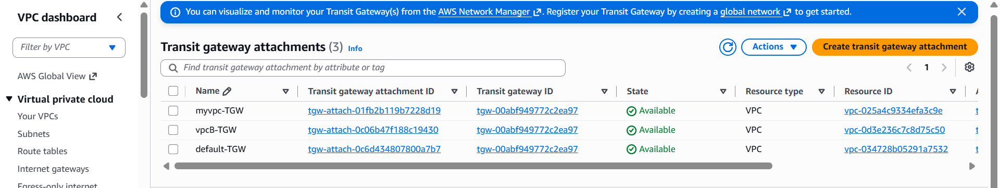 VPC dashboard
Filter by VPC
AWS Global View
Virtual private cloud
Your VPCs
Subnets
Route tables
Internet gateways
Egress-only internet
You can visualize and monitor your Transit Gateway(s) from the AWS Network Manager. Register your Transit Gateway by creating a global network to get started.
Transit gateway attachments (3) Info
Actions
Create transit gateway attachment
Find transit gateway attachment by attribute or tag
1
Name Transit gateway attachment ID Transit gateway ID State Resource type Resource ID
myvpc-TGW tgw-attach-01fb2b119b7228d19 tgw-00abf949772c2ea97 Available VPC vpc-025a4c9334efa3c9e
vpcB-TGW tgw-attach-0c06b47f188c19430 tgw-00abf949772c2ea97 Available VPC vpc-0d3e236c7c8d75c50
default-TGW tgw-attach-0c6d434807800a7b7 tgw-00abf949772c2ea97 Available VPC vpc-034728b05291a7532